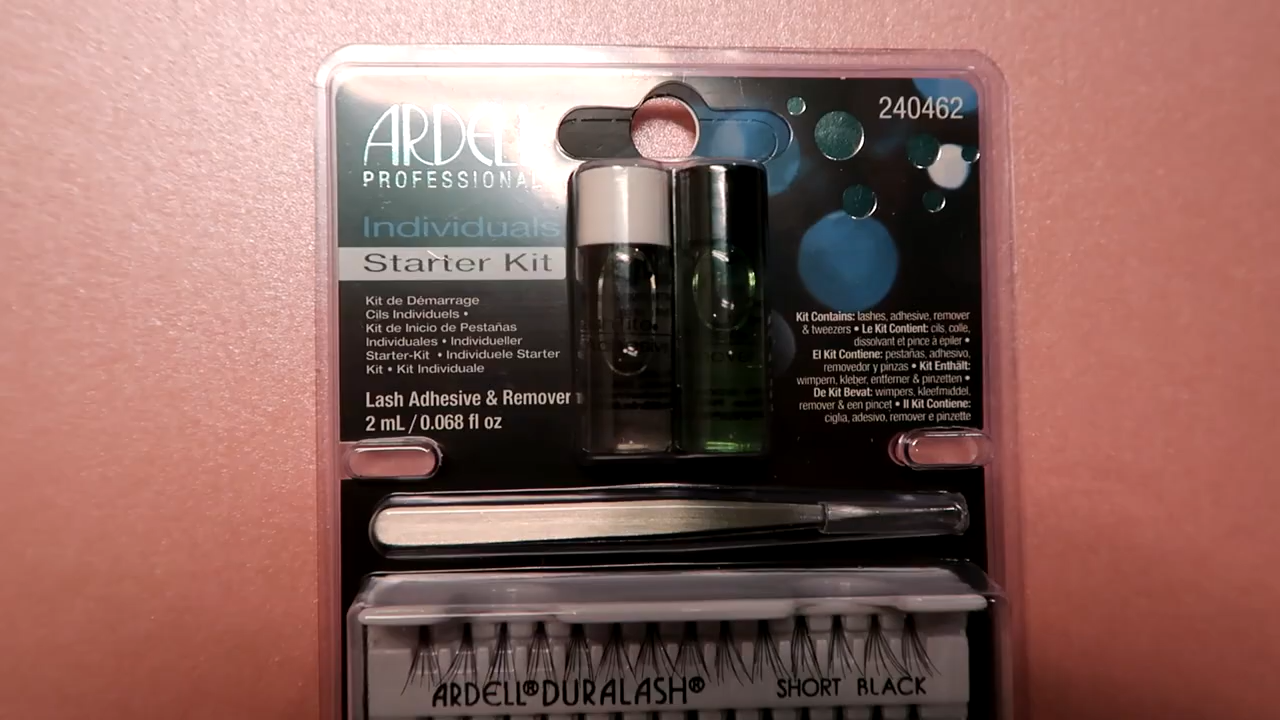 ARDELL
PROFESSIONAL
240462
Individuals
Starter Kit
Kit de Démarrage
Cils Individuels •
Kit de Inicio de Pestañas
Individuales • Individueller
Starter-Kit • Individuele Starter
Kit • Kit Individuale
Lash Adhesive & Remover
2 mL / 0.068 fl oz
Kit Contains: lashes, adhesive, remover
& tweezers • Le Kit Contient: cils, colle,
dissolvant et pince à épiler •
El Kit Contiene: pestañas, adhesivo,
removedor y pinzas • Kit Enthält:
wimpern, kleber, entferner & pinzetten •
De Kit Bevat: wimpers, kleefmiddel,
remover & een pincet • Il Kit Contiene:
ciglia, adesivo, remover e pinzette
ARDELL® DURALASH® SHORT BLACK